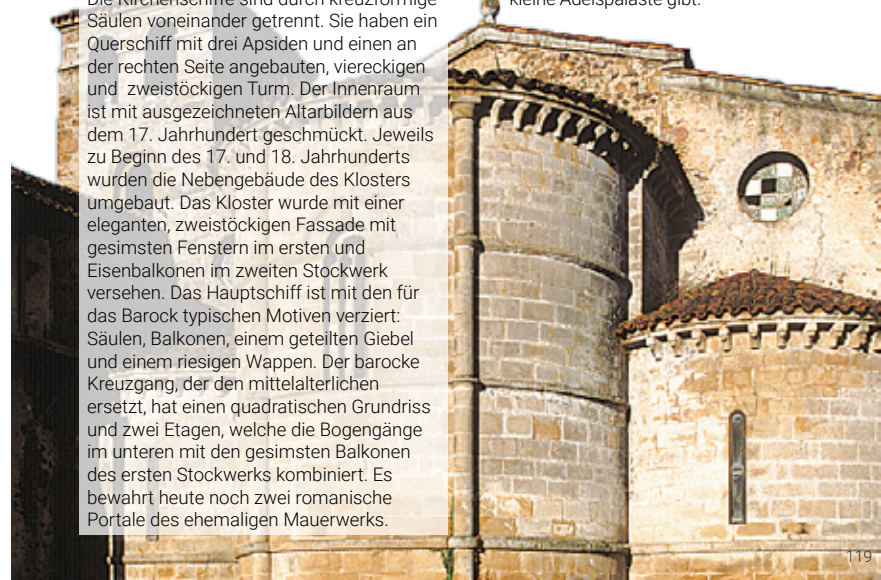 Die Kirchenschiffe sind durch kreuzförmige
Säulen voneinander getrennt. Sie haben ein
Querschiff mit drei Apsiden und einen an
der rechten Seite angebauten, viereckigen
und zweistöckigen Turm. Der Innenraum
ist mit ausgezeichneten Altarbildern aus
dem 17. Jahrhundert geschmückt. Jeweils
zu Beginn des 17. und 18. Jahrhunderts
wurden die Nebengebäude des Klosters
umgebaut. Das Kloster wurde mit einer
eleganten, zweistöckigen Fassade mit
gesimsten Fenstern im ersten und
Eisenbalkonen im zweiten Stockwerk
versehen. Das Hauptschiff ist mit den für
das Barock typischen Motiven verziert:
Säulen, Balkonen, einem geteilten Giebel
und einem riesigen Wappen. Der barocke
Kreuzgang, der den mittelalterlichen
ersetzt, hat einen quadratischen Grundriss
und zwei Etagen, welche die Bogengänge
im unteren mit den gesimsten Balkonen
des ersten Stockwerks kombiniert. Es
bewahrt heute noch zwei romanische
Portale des ehemaligen Mauerwerks.
kleine Adelspaläste gibt.
119